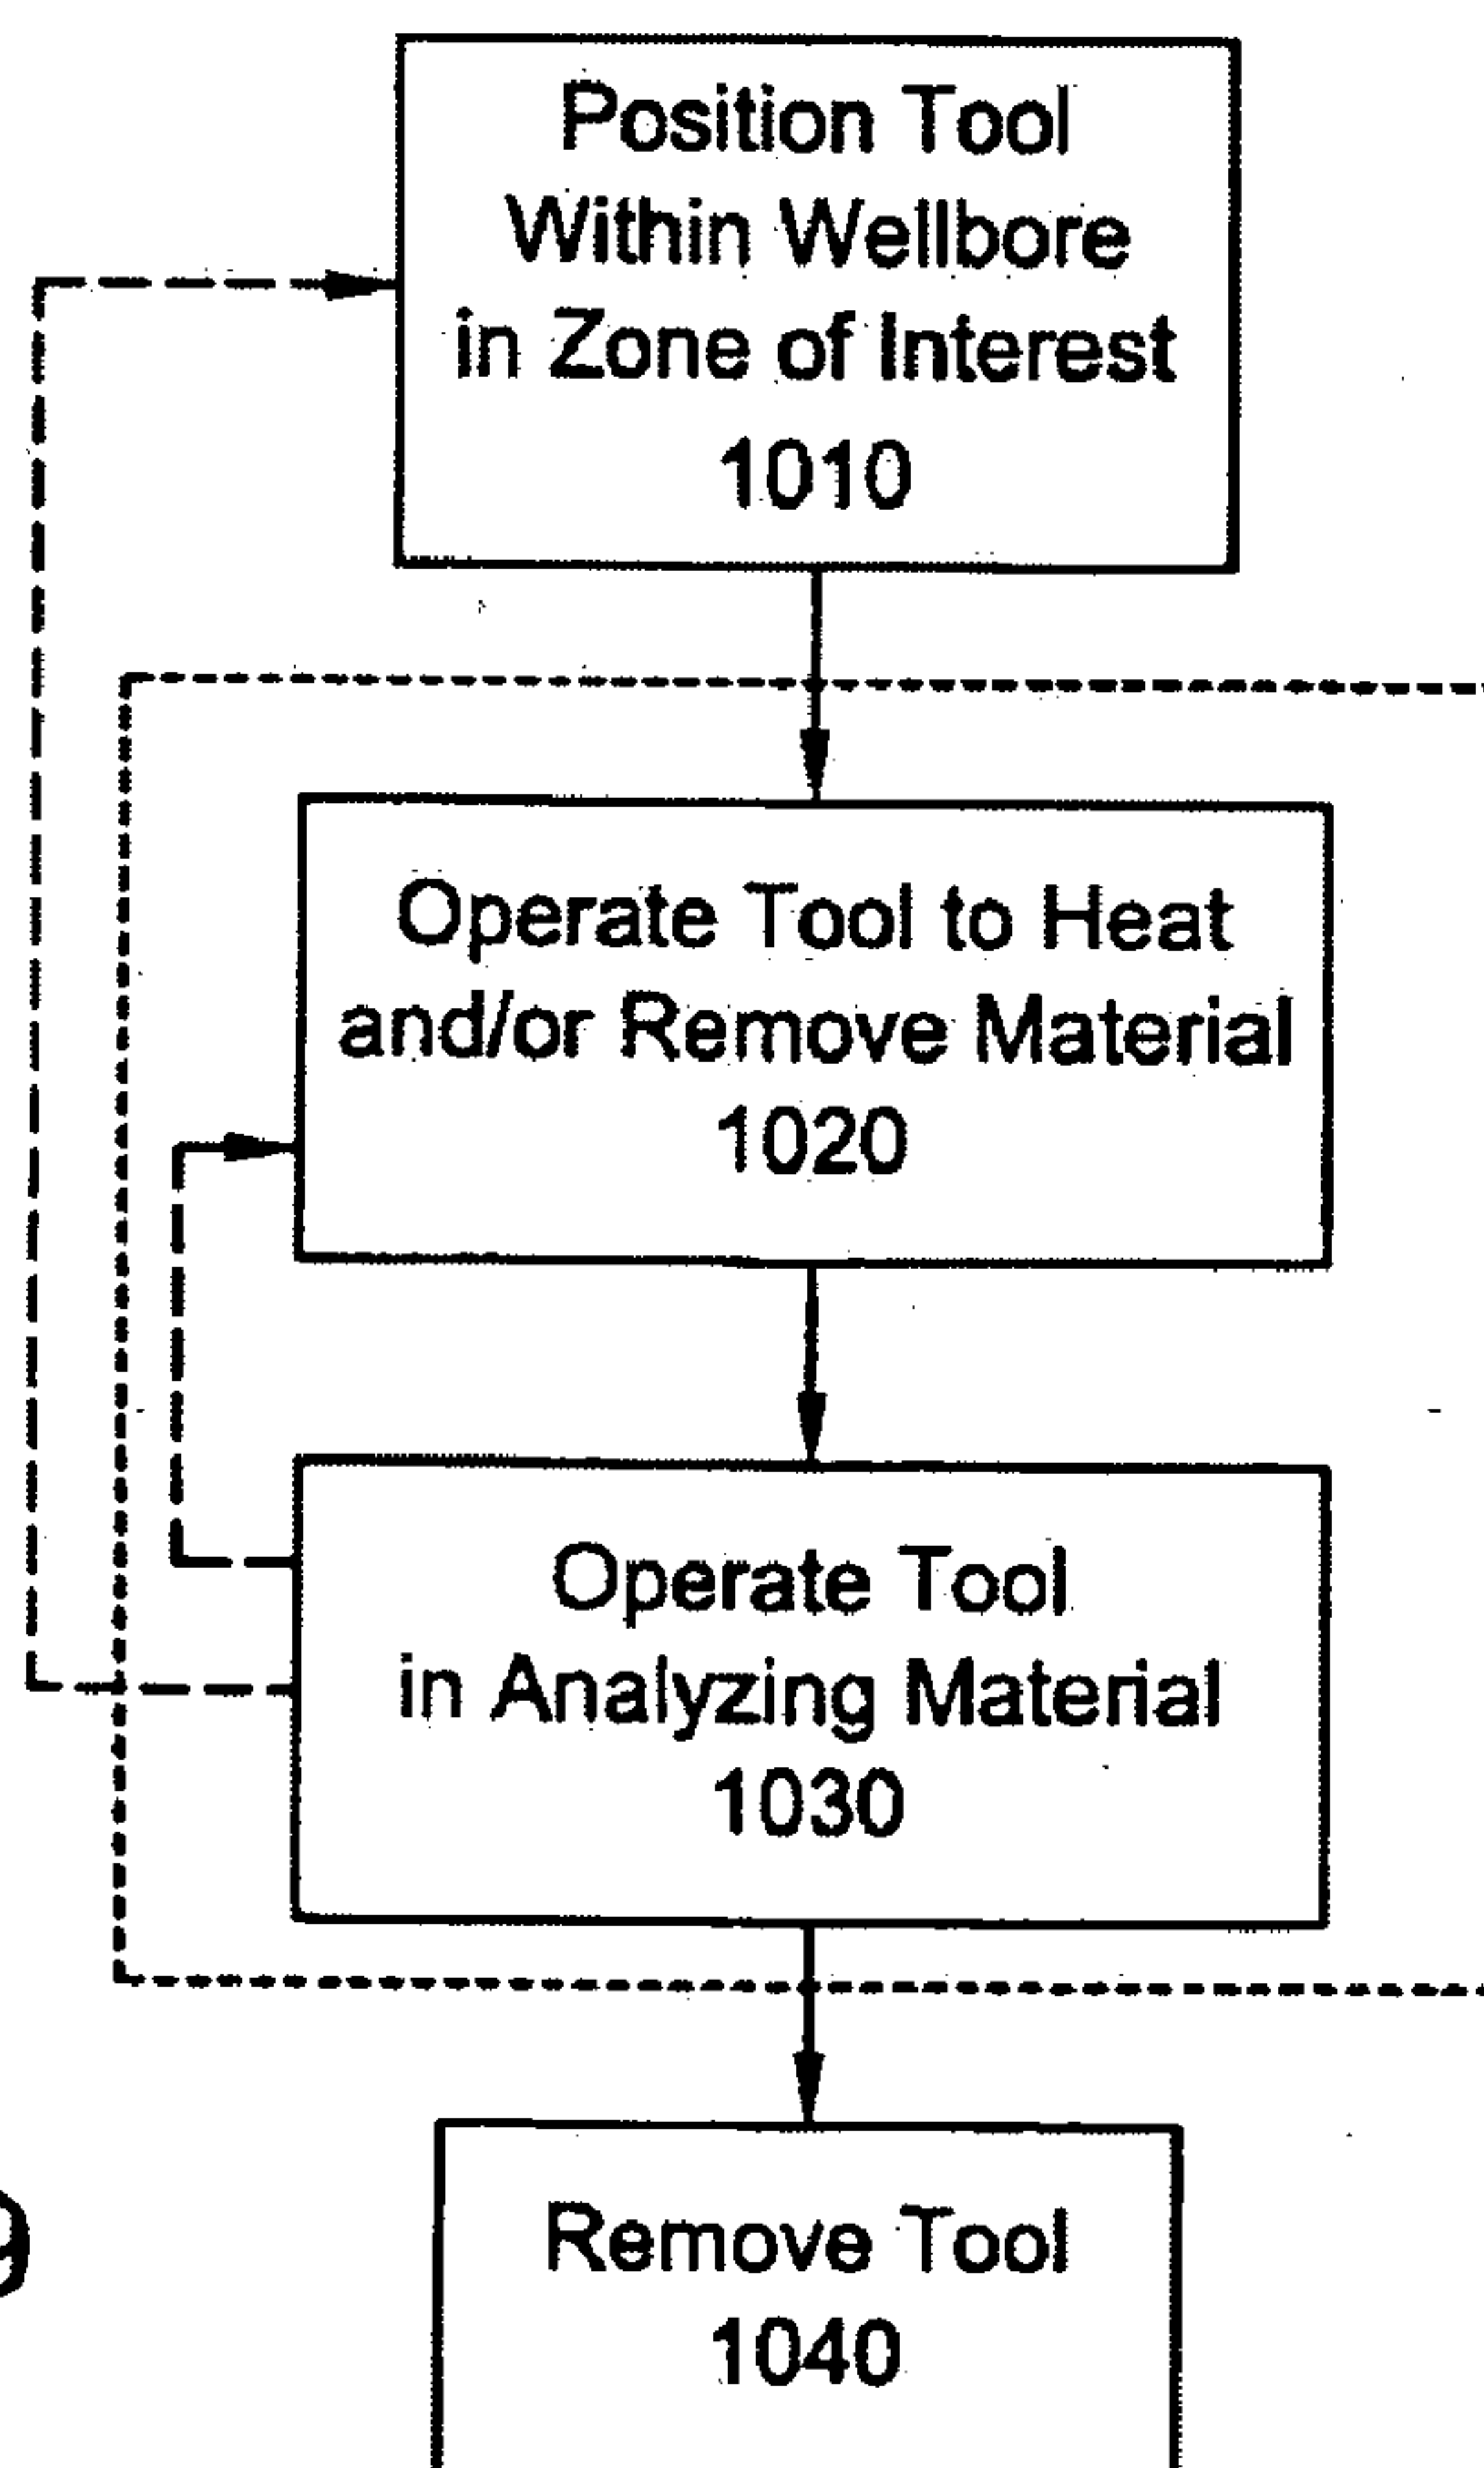 Position Tool
Within Wellbore
in Zone of Interest
1010
Operate Tool to Heat
and/or Remove Material
1020
Operate Tool
in Analyzing Material
1030
Remove Tool
1040